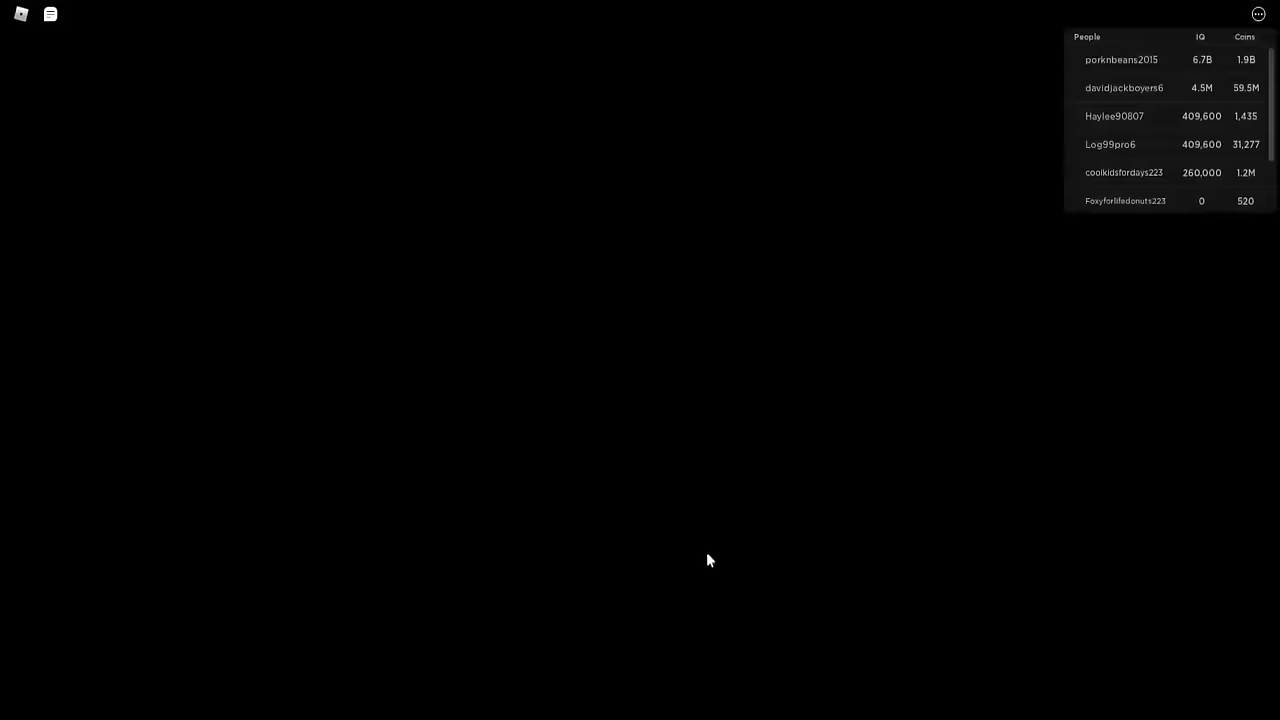 People IQ Coins
porknbeans2015 6.7B 1.9B
davidjackboyers6 4.5M 59.5M
Haylee90807 409,600 1,435
Log99pro6 409,600 31,277
coolkidsfordays223 260,000 1.2M
Foxyforlifedonuts223 0 520